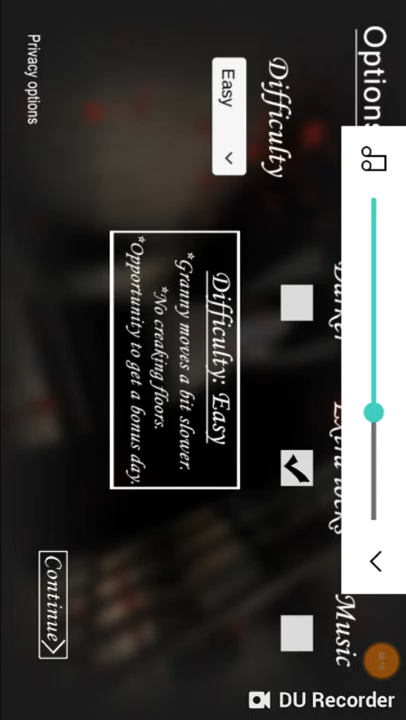 Options
Darker
Extra locks
Music
Difficulty
Easy
Difficulty: Easy
*Granny moves a bit slower.
*No creaking floors.
*Opportunity to get a bonus day.
Privacy options
Continue
DU Recorder